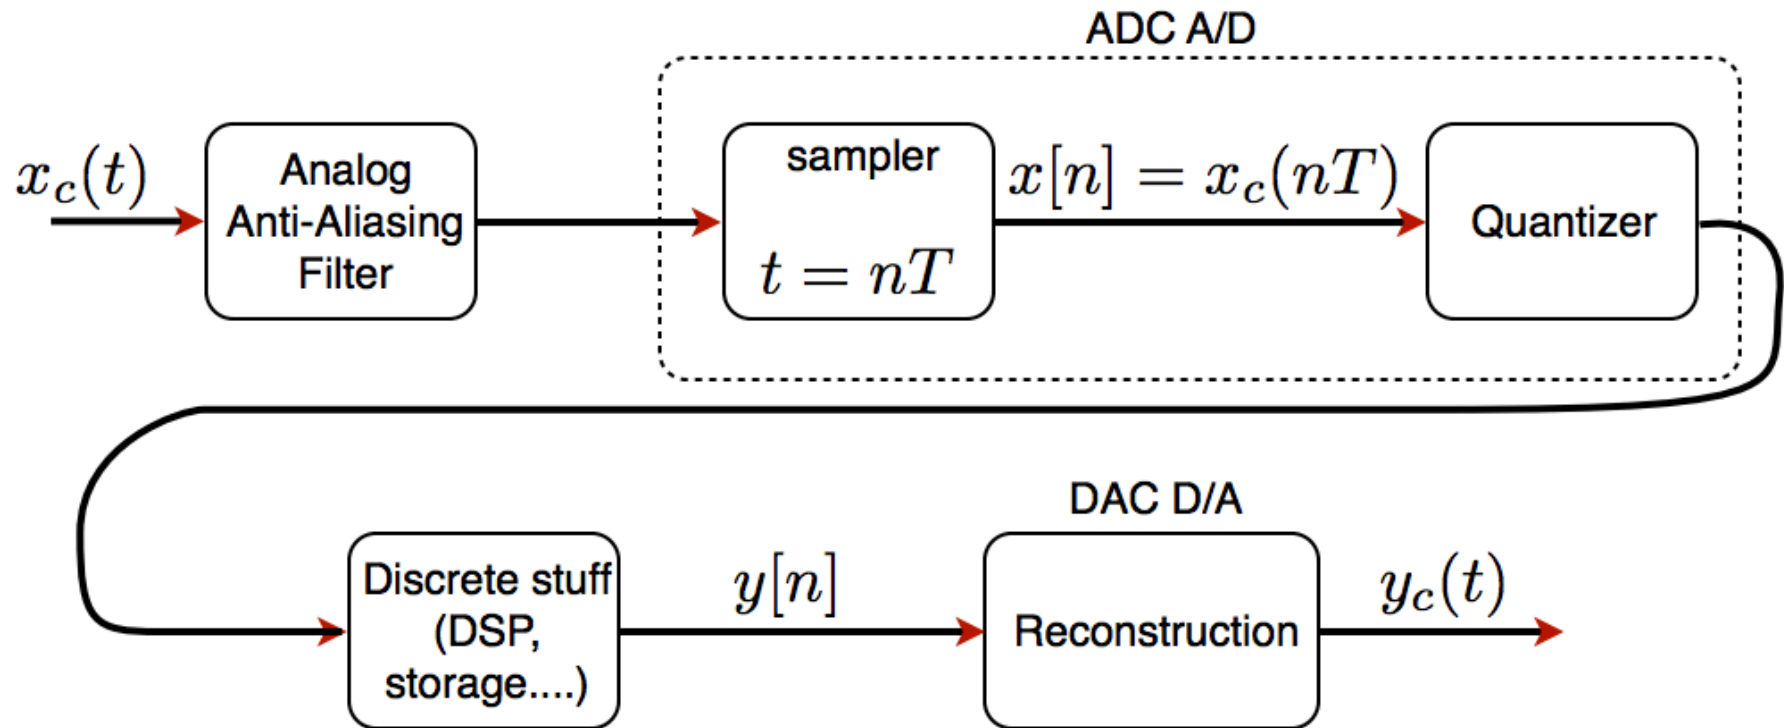 ADC A/D
x_c(t)
Analog
Anti-Aliasing
Filter
sampler
t = nT
x[n] = x_c(nT)
Quantizer
DAC D/A
Discrete stuff
(DSP,
storage....)
y[n]
Reconstruction
y_c(t)